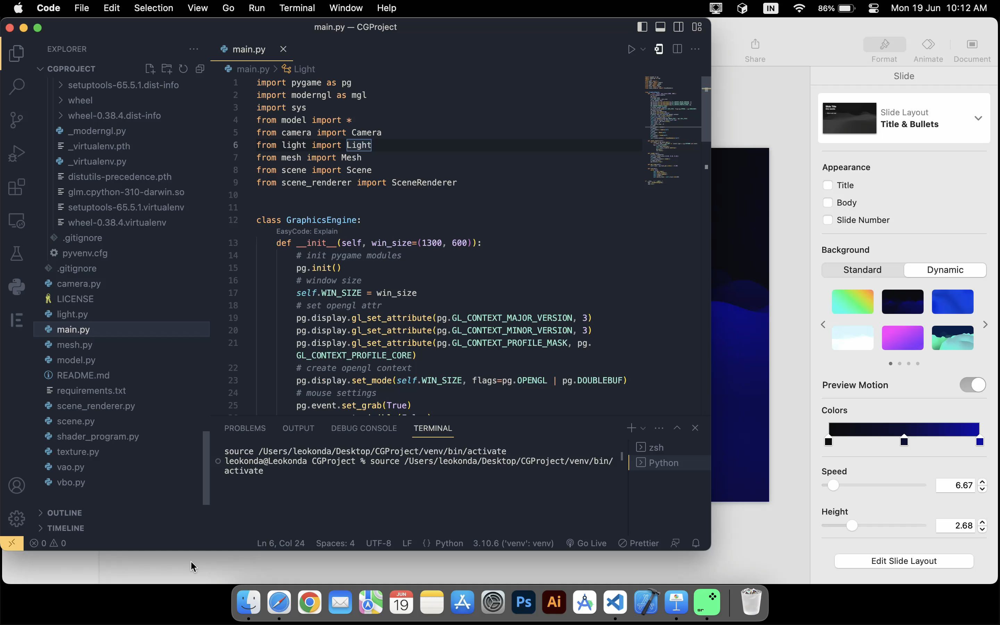 Code File Edit Selection View Go Run Terminal Window Help
IN 86% Mon 19 Jun 10:12 AM
main.py — CGProject
EXPLORER
CGPROJECT
setuptools-65.5.1.dist-info
wheel
wheel-0.38.4.dist-info
_moderngl.py
_virtualenv.pth
_virtualenv.py
distutils-precedence.pth
glm.cpython-310-darwin.so
setuptools-65.5.1.virtualenv
wheel-0.38.4.virtualenv
.gitignore
pyvenv.cfg
.gitignore
camera.py
LICENSE
light.py
main.py
mesh.py
model.py
README.md
requirements.txt
scene_renderer.py
scene.py
shader_program.py
texture.py
vao.py
vbo.py
OUTLINE
TIMELINE
main.py
main.py > Light
1 import pygame as pg
2 import moderngl as mgl
3 import sys
4 from model import *
5 from camera import Camera
6 from light import Light
7 from mesh import Mesh
8 from scene import Scene
9 from scene_renderer import SceneRenderer
10
11
12 class GraphicsEngine:
EasyCode: Explain
13 def __init__(self, win_size=(1300, 600)):
14 # init pygame modules
15 pg.init()
16 # window size
17 self.WIN_SIZE = win_size
18 # set opengl attr
19 pg.display.gl_set_attribute(pg.GL_CONTEXT_MAJOR_VERSION, 3)
20 pg.display.gl_set_attribute(pg.GL_CONTEXT_MINOR_VERSION, 3)
21 pg.display.gl_set_attribute(pg.GL_CONTEXT_PROFILE_MASK, pg.
GL_CONTEXT_PROFILE_CORE)
22 # create opengl context
23 pg.display.set_mode(self.WIN_SIZE, flags=pg.OPENGL | pg.DOUBLEBUF)
24 # mouse settings
25 pg.event.set_grab(True)
PROBLEMS OUTPUT DEBUG CONSOLE TERMINAL
source /Users/leokonda/Desktop/CGProject/venv/bin/activate
leokonda@Leokonda CGProject % source /Users/leokonda/Desktop/CGProject/venv/bin/
activate
zsh
Python
0 0
Ln 6, Col 24 Spaces: 4 UTF-8 LF {} Python 3.10.6 ('venv': venv) Go Live Prettier
Share Format Animate Document
Slide
Slide Title
Slide Subtitle
Slide Layout
Title & Bullets
Appearance
Title
Body
Slide Number
Background
Standard Dynamic
Preview Motion
Colors
Speed
6.67
Height
2.68
Edit Slide Layout
JUN
19
Ps
Ai
sr